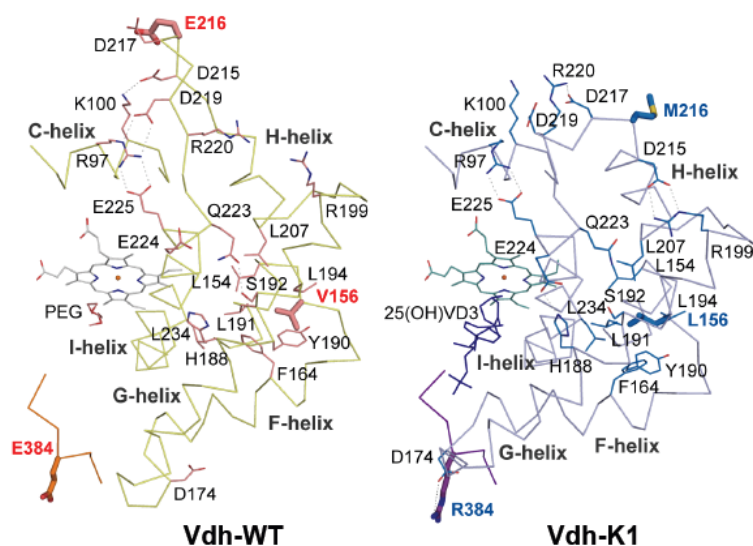 E216
D217
D215
K100
D219
C-helix
R220
H-helix
R97
R199
E225
Q223
L207
E224
L154
S192
L194
PEG
V156
L234
L191
Y190
I-helix
H188
F164
G-helix
F-helix
E384
D174
Vdh-WT
R220
K100
D217
M216
D219
C-helix
D215
R97
H-helix
E225
Q223
L207
R199
E224
L154
S192
25(OH)VD3
L234
L194
L156
L191
I-helix
H188
Y190
F164
F-helix
D174
G-helix
R384
Vdh-K1